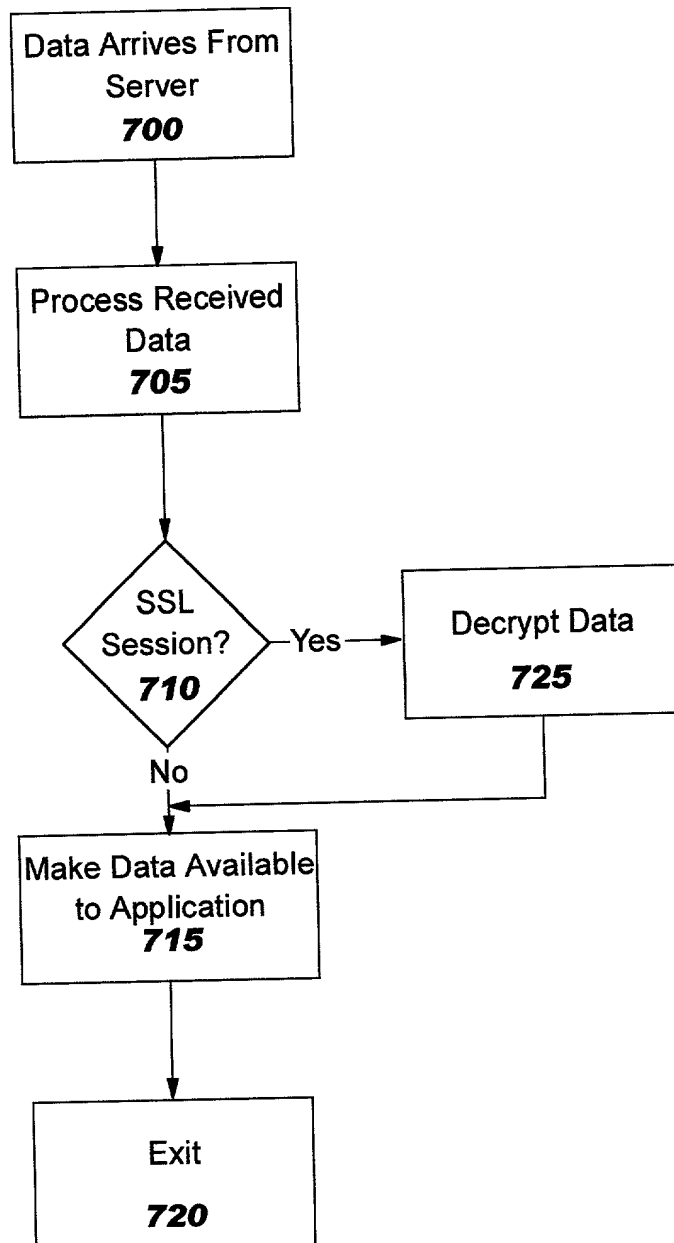 Data Arrives From
Server
700
Process Received
Data
705
SSL
Session?
710
Yes
Decrypt Data
725
No
Make Data Available
to Application
715
Exit
720